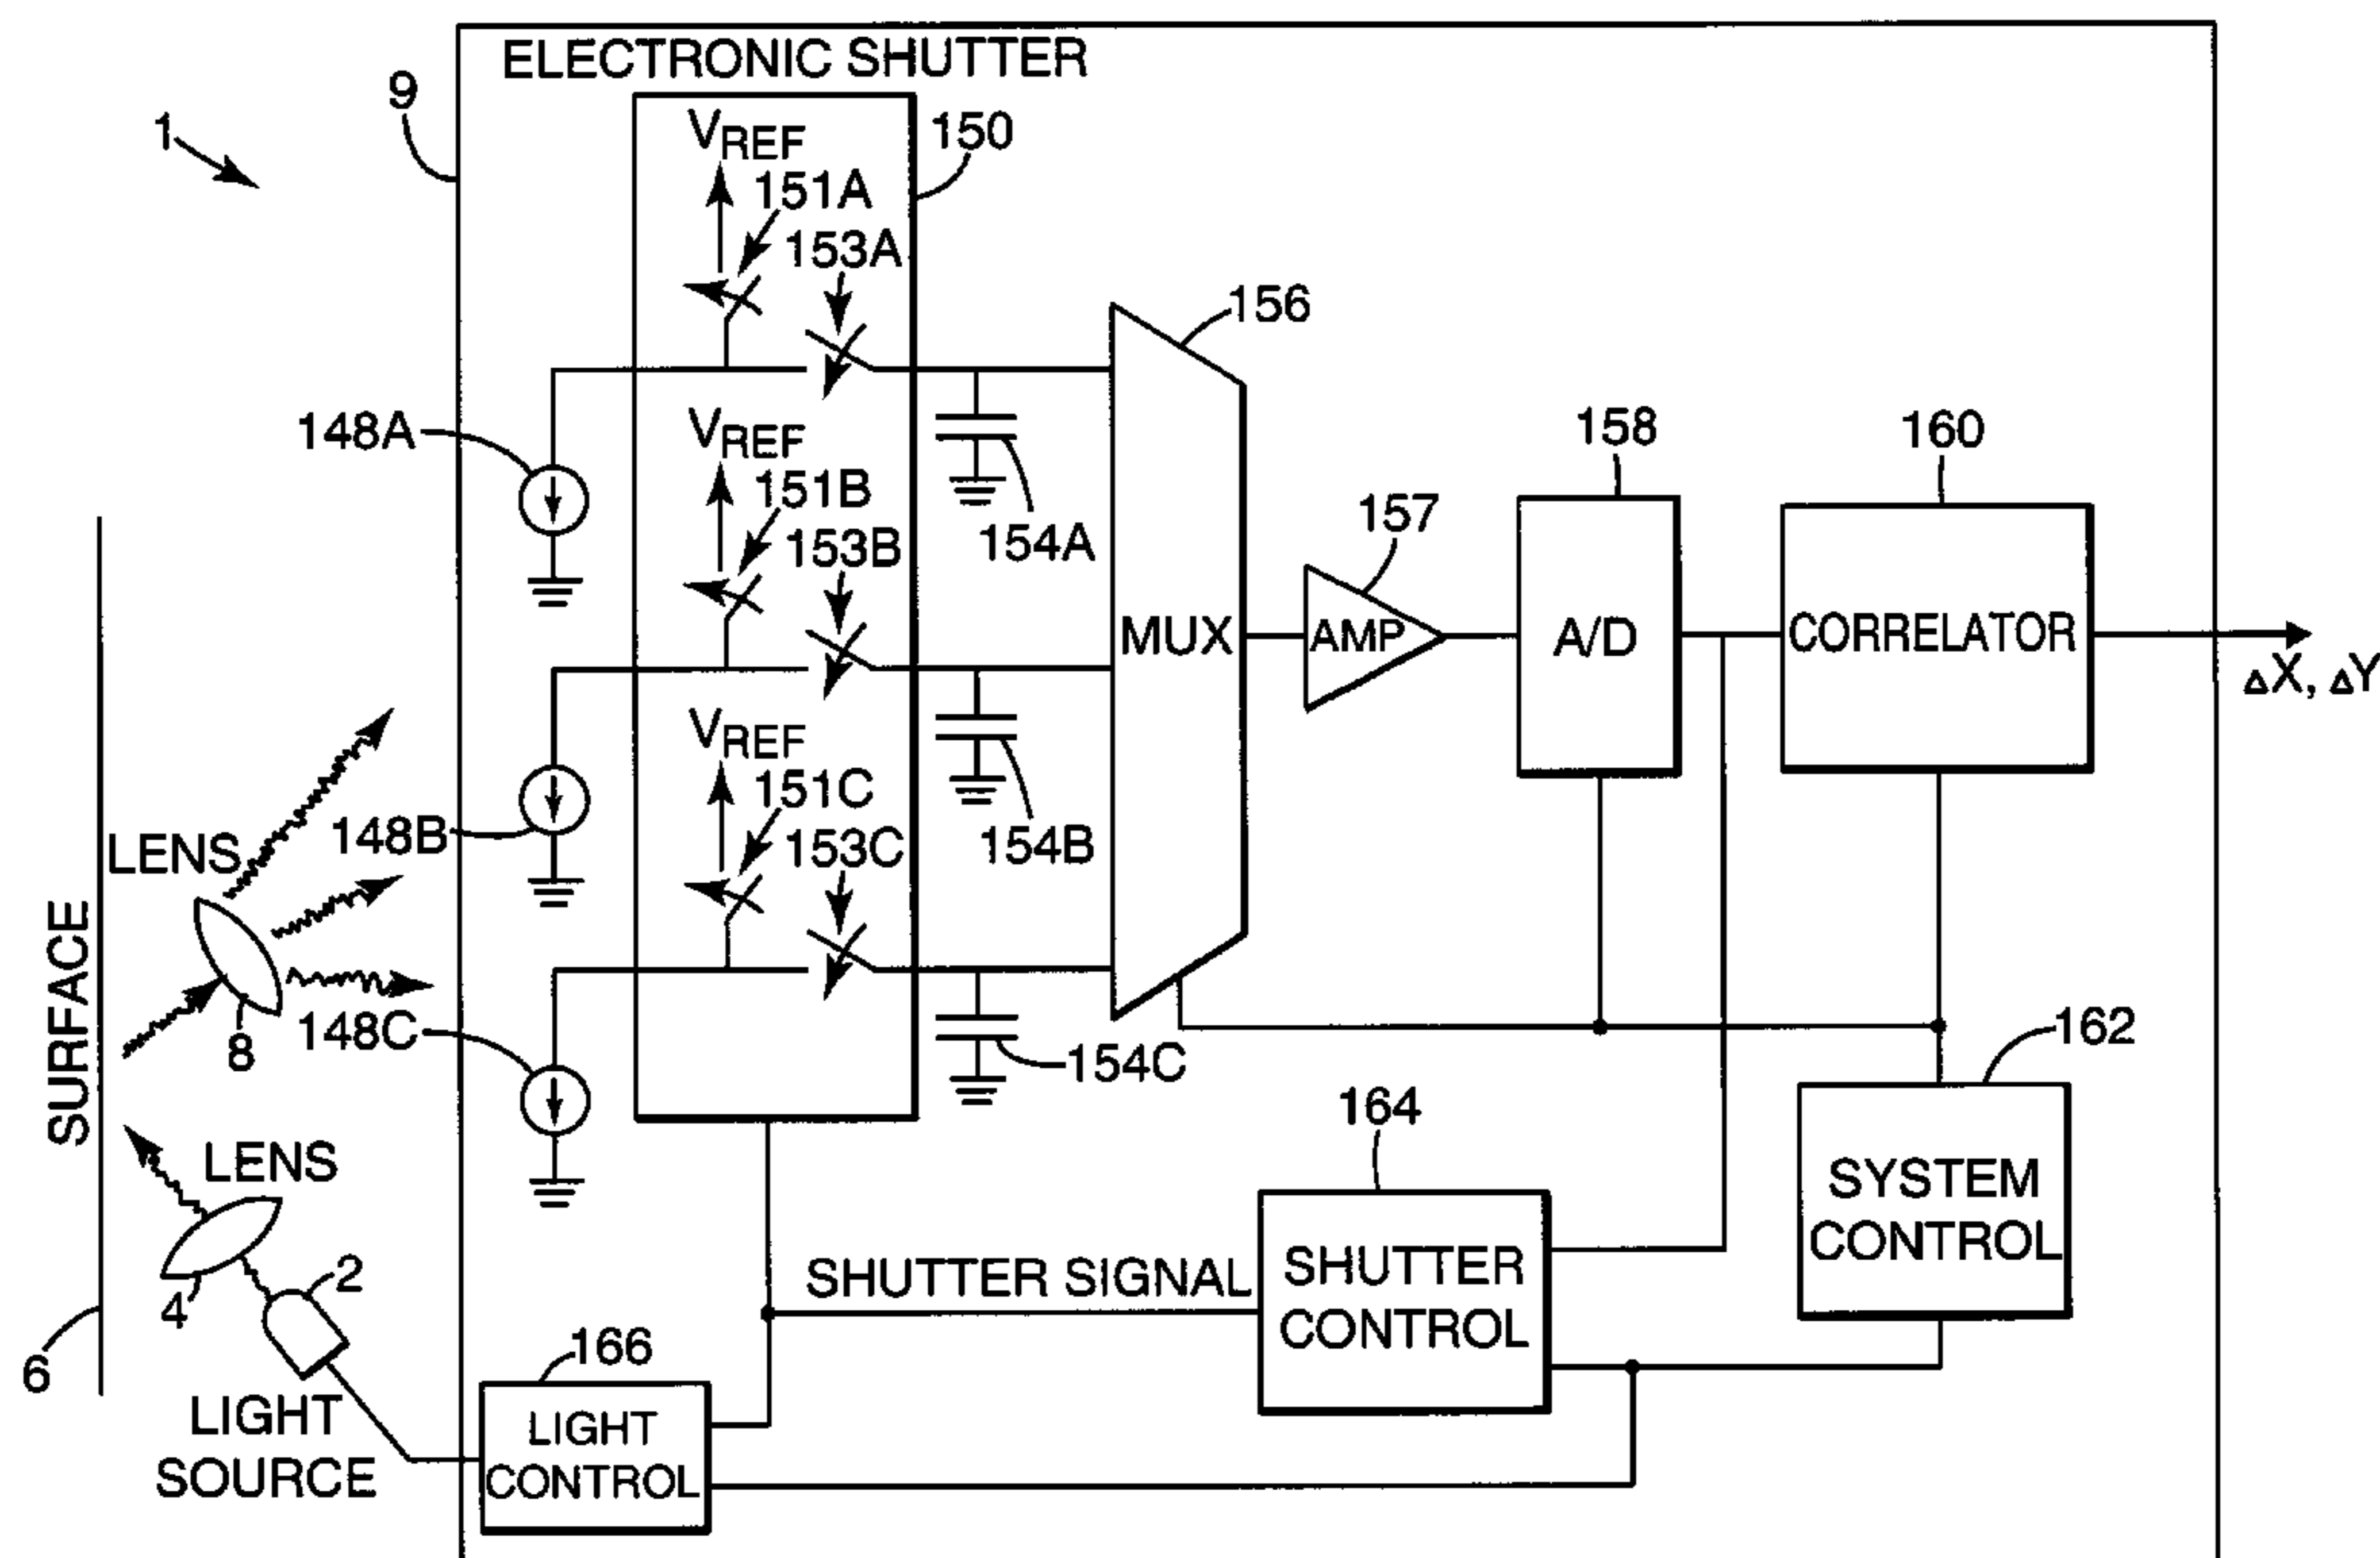 ELECTRONIC SHUTTER
9
1
150
VREF
151A
153A
156
148A
154A
VREF
151B
153B
157
158
160
MUX
AMP
A/D
CORRELATOR
ΔX, ΔY
148B
154B
VREF
151C
153C
LENS
SURFACE
8
148C
154C
162
164
SYSTEM
CONTROL
LENS
4
2
6
SHUTTER SIGNAL
SHUTTER
CONTROL
166
LIGHT
CONTROL
LIGHT
SOURCE